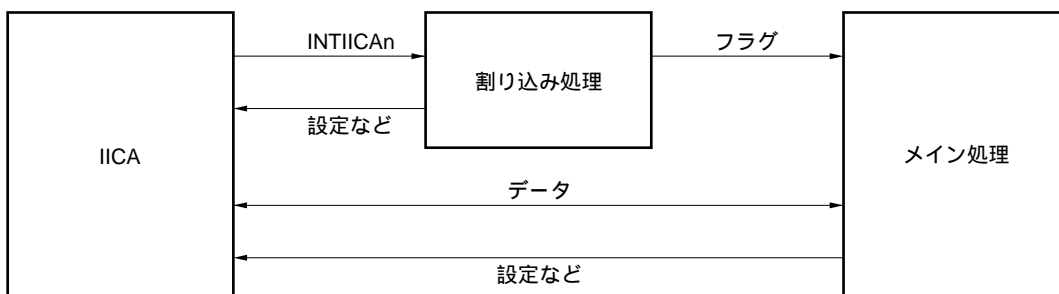 INTIICAn
フラグ
割り込み処理
設定など
IICA
メイン処理
データ
設定など